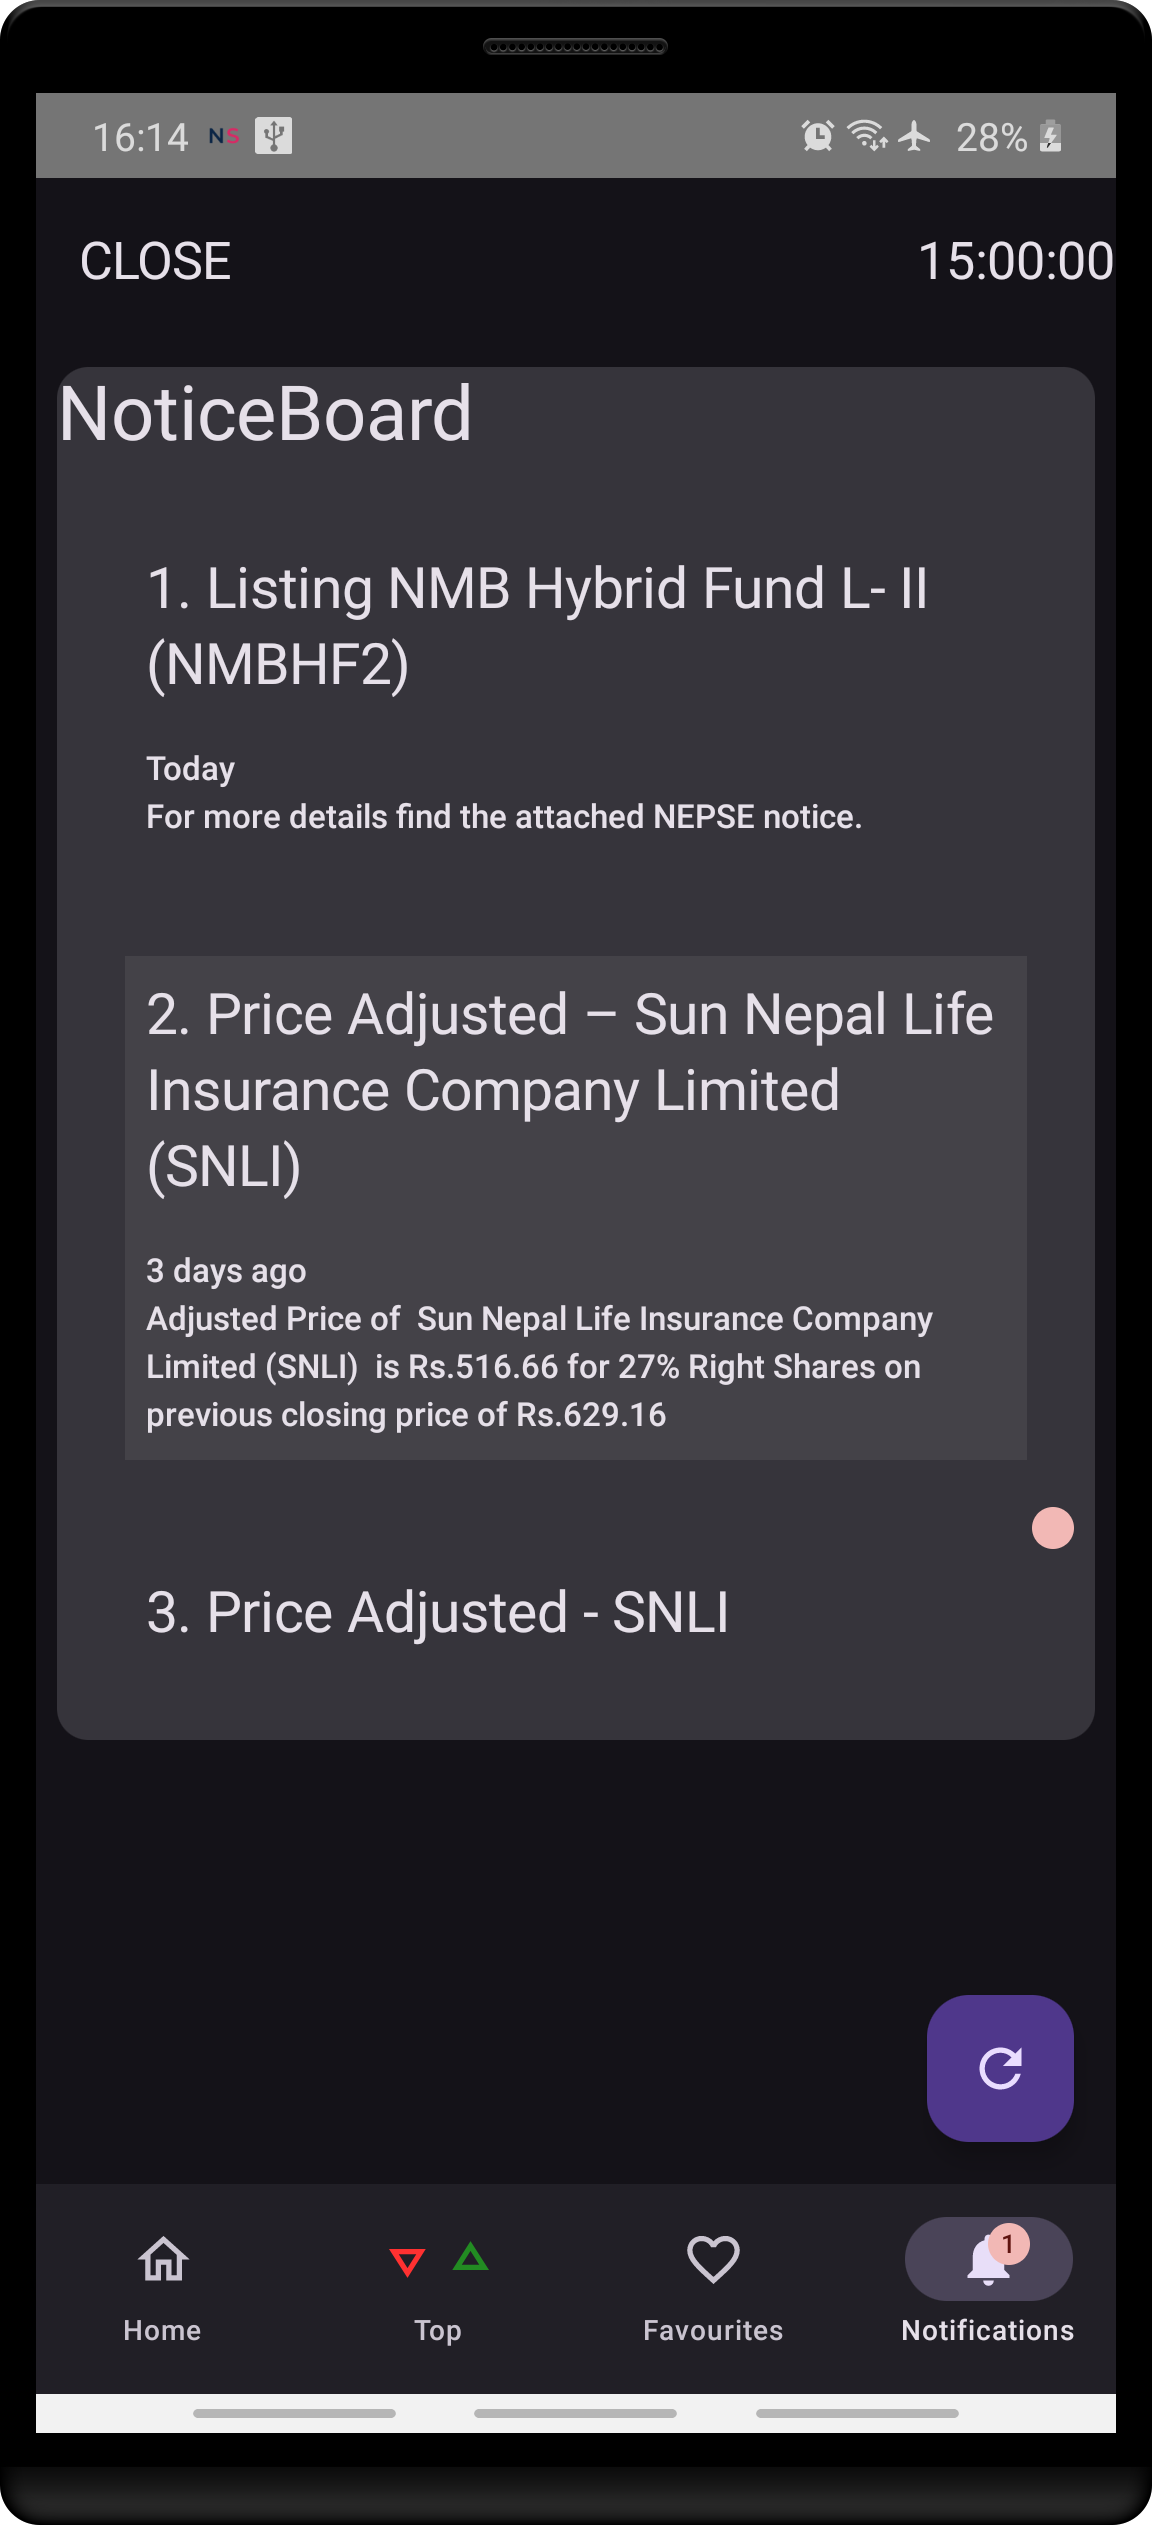 16:14 NS 28%
CLOSE 15:00:00
NoticeBoard
1. Listing NMB Hybrid Fund L- II
(NMBHF2)
Today
For more details find the attached NEPSE notice.
2. Price Adjusted – Sun Nepal Life
Insurance Company Limited
(SNLI)
3 days ago
Adjusted Price of  Sun Nepal Life Insurance Company
Limited (SNLI)  is Rs.516.66 for 27% Right Shares on
previous closing price of Rs.629.16
3. Price Adjusted - SNLI
1
Home Top Favourites Notifications